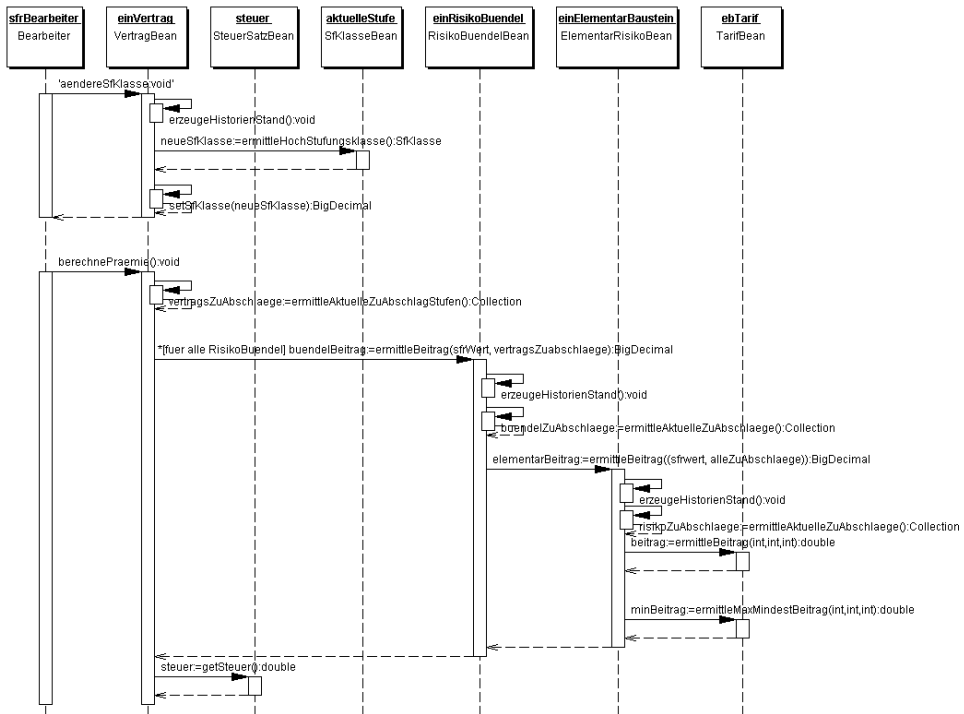 sfrBearbeiter einVertrag steuer aktuelleStufe einRisikoBuendel einElementarBaustein ebTarif
Bearbeiter VertragBean SteuerSatzBean SfKlasseBean RisikoBuendelBean ElementarRisikoBean TarifBean
'aendereSfKlasse:void'
erzeugeHistorienStand():void
neueSfKlasse:=ermittleHochStufungsklasse():SfKlasse
setSfKlasse(neueSfKlasse):BigDecimal
berechnePraemie():void
vertragsZuAbschlaege:=ermittleAktuelleZuAbschlagStufen():Collection
*[fuer alle RisikoBuendel] buendelBeitrag:=ermittleBeitrag(sfrWert, vertragsZuabschlaege):BigDecimal
erzeugeHistorienStand():void
buendelZuAbschlaege:=ermittleAktuelleZuAbschlaege():Collection
elementarBeitrag:=ermittleBeitrag((sfrwert, alleZuAbschlaege)):BigDecimal
erzeugeHistorienStand():void
risikpZuAbschlaege:=ermittleAktuelleZuAbschlaege():Collection
beitrag:=ermittleBeitrag(int,int,int):double
minBeitrag:=ermittleMaxMindestBeitrag(int,int,int):double
steuer:=getSteuer():double